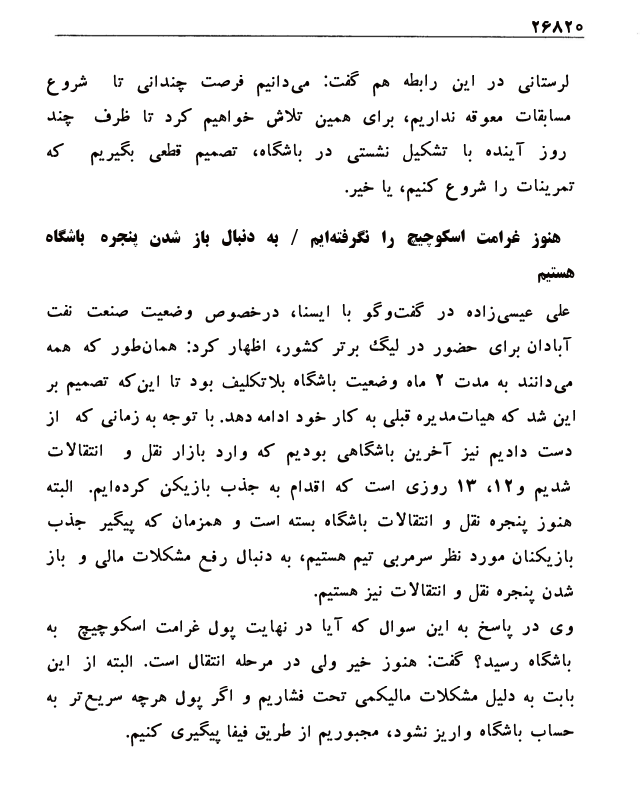 ۲۶۸۲۰
لرستانی در این رابطه هم گفت: می‌دانیم فرصت چندانی تا شروع
مسابقات معوقه نداریم، برای همین تلاش خواهیم کرد تا ظرف چند
روز آینده با تشکیل نشستی در باشگاه، تصمیم قطعی بگیریم که
تمرینات را شروع کنیم، یا خیر.
هنوز غرامت اسکوچیچ را نگرفته‌ایم / به دنبال باز شدن پنجره باشگاه
هستیم
علی عیسی‌زاده در گفت‌وگو با ایسنا، درخصوص وضعیت صنعت نفت
آبادان برای حضور در لیگ برتر کشور، اظهار کرد: همان‌طور که همه
می‌دانند به مدت ۲ ماه وضعیت باشگاه بلاتکلیف بود تا این‌که تصمیم بر
این شد که هیات‌مدیره قبلی به کار خود ادامه دهد. با توجه به زمانی که از
دست دادیم نیز آخرین باشگاهی بودیم که وارد بازار نقل و انتقالات
شدیم و۱۲، ۱۳ روزی است که اقدام به جذب بازیکن کرده‌ایم. البته
هنوز پنجره نقل و انتقالات باشگاه بسته است و همزمان که پیگیر جذب
بازیکنان مورد نظر سرمربی تیم هستیم، به دنبال رفع مشکلات مالی و باز
شدن پنجره نقل و انتقالات نیز هستیم.
وی در پاسخ به این سوال که آیا در نهایت پول غرامت اسکوچیچ به
باشگاه رسید؟ گفت: هنوز خیر ولی در مرحله انتقال است. البته از این
بابت به دلیل مشکلات مالیکمی تحت فشاریم و اگر پول هرچه سریع‌تر به
حساب باشگاه واریز نشود، مجبوریم از طریق فیفا پیگیری کنیم.